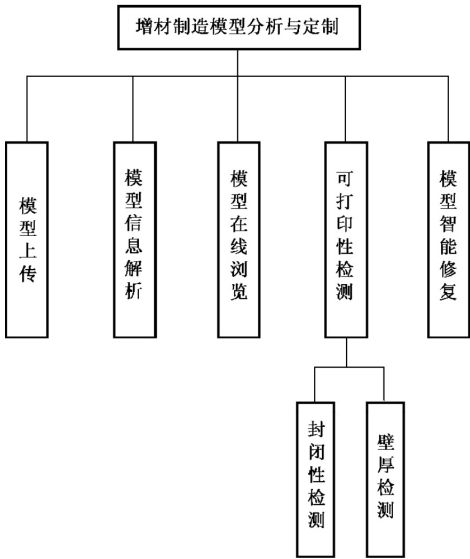 增材制造模型分析与定制
模型上传
模型信息解析
模型在线浏览
可打印性检测
模型智能修复
封闭性检测
壁厚检测